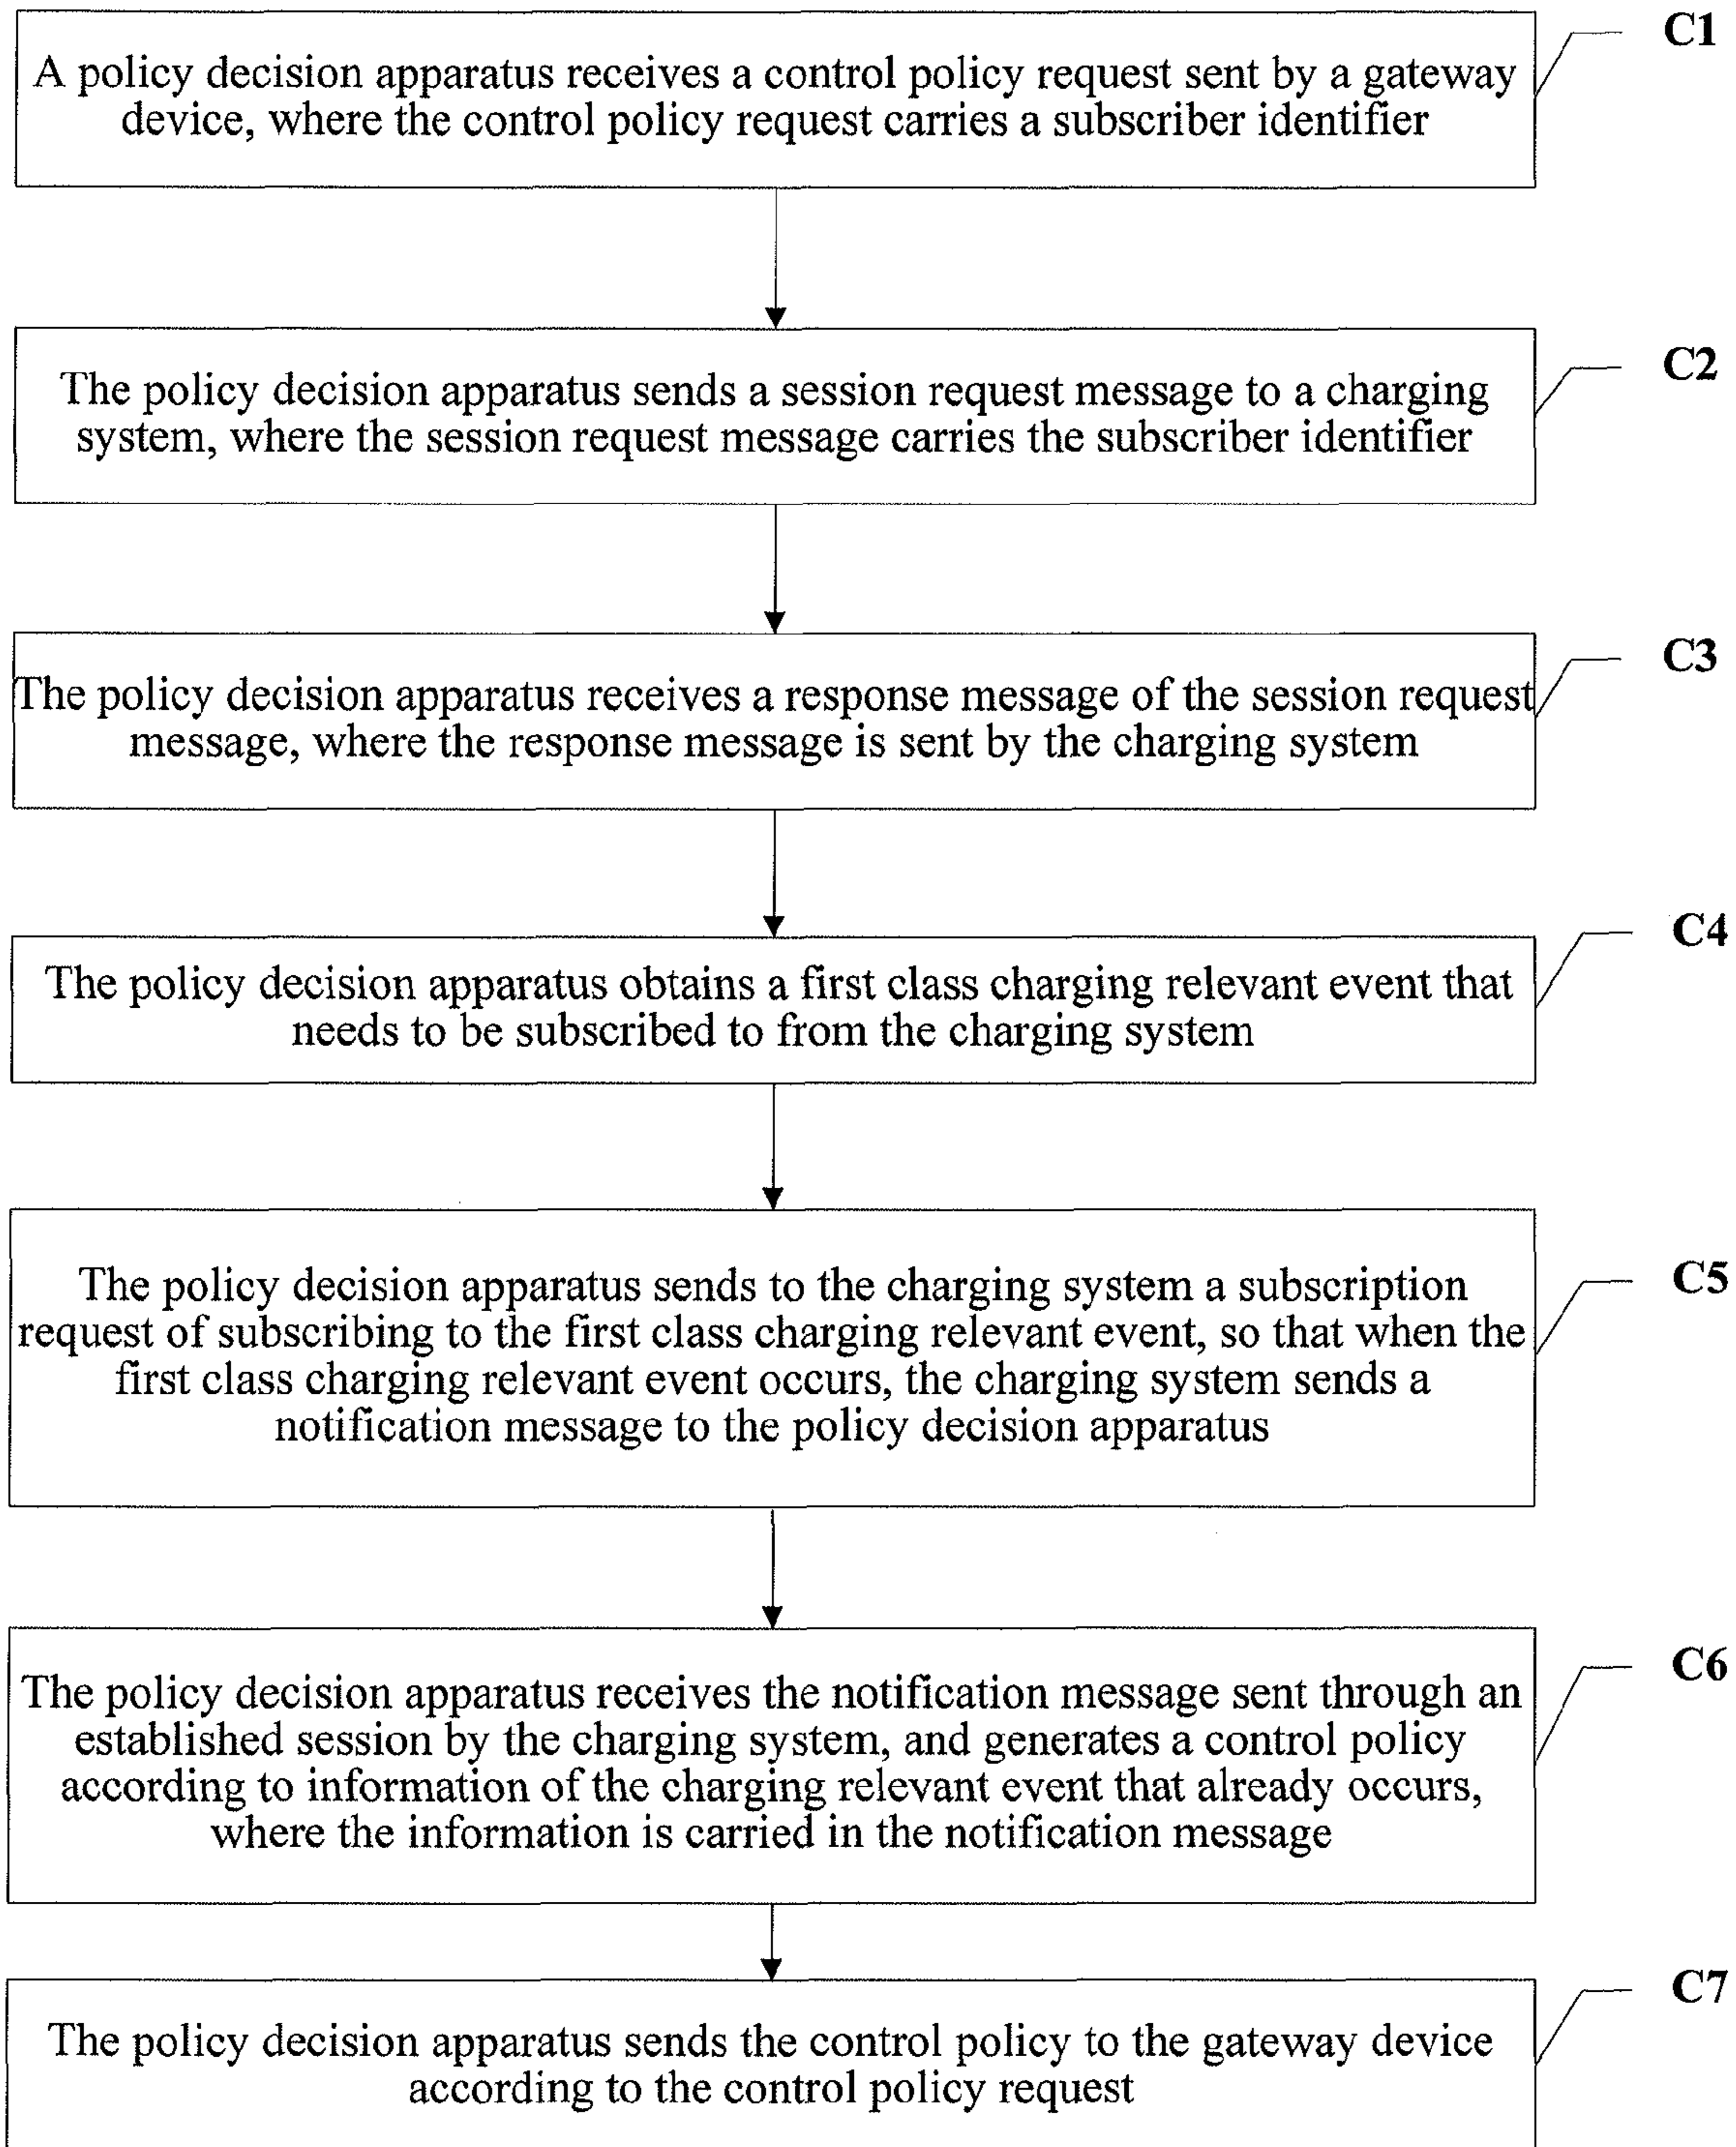 C1
A policy decision apparatus receives a control policy request sent by a gateway
device, where the control policy request carries a subscriber identifier
C2
The policy decision apparatus sends a session request message to a charging
system, where the session request message carries the subscriber identifier
C3
The policy decision apparatus receives a response message of the session request
message, where the response message is sent by the charging system
C4
The policy decision apparatus obtains a first class charging relevant event that
needs to be subscribed to from the charging system
C5
The policy decision apparatus sends to the charging system a subscription
request of subscribing to the first class charging relevant event, so that when the
first class charging relevant event occurs, the charging system sends a
notification message to the policy decision apparatus
C6
The policy decision apparatus receives the notification message sent through an
established session by the charging system, and generates a control policy
according to information of the charging relevant event that already occurs,
where the information is carried in the notification message
C7
The policy decision apparatus sends the control policy to the gateway device
according to the control policy request